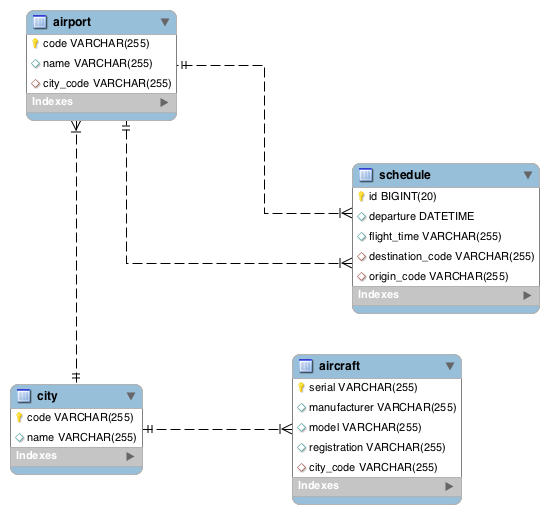 airport
code VARCHAR(255)
name VARCHAR(255)
city_code VARCHAR(255)
Indexes
schedule
id BIGINT(20)
departure DATETIME
flight_time VARCHAR(255)
destination_code VARCHAR(255)
origin_code VARCHAR(255)
Indexes
city
code VARCHAR(255)
name VARCHAR(255)
Indexes
aircraft
serial VARCHAR(255)
manufacturer VARCHAR(255)
model VARCHAR(255)
registration VARCHAR(255)
city_code VARCHAR(255)
Indexes